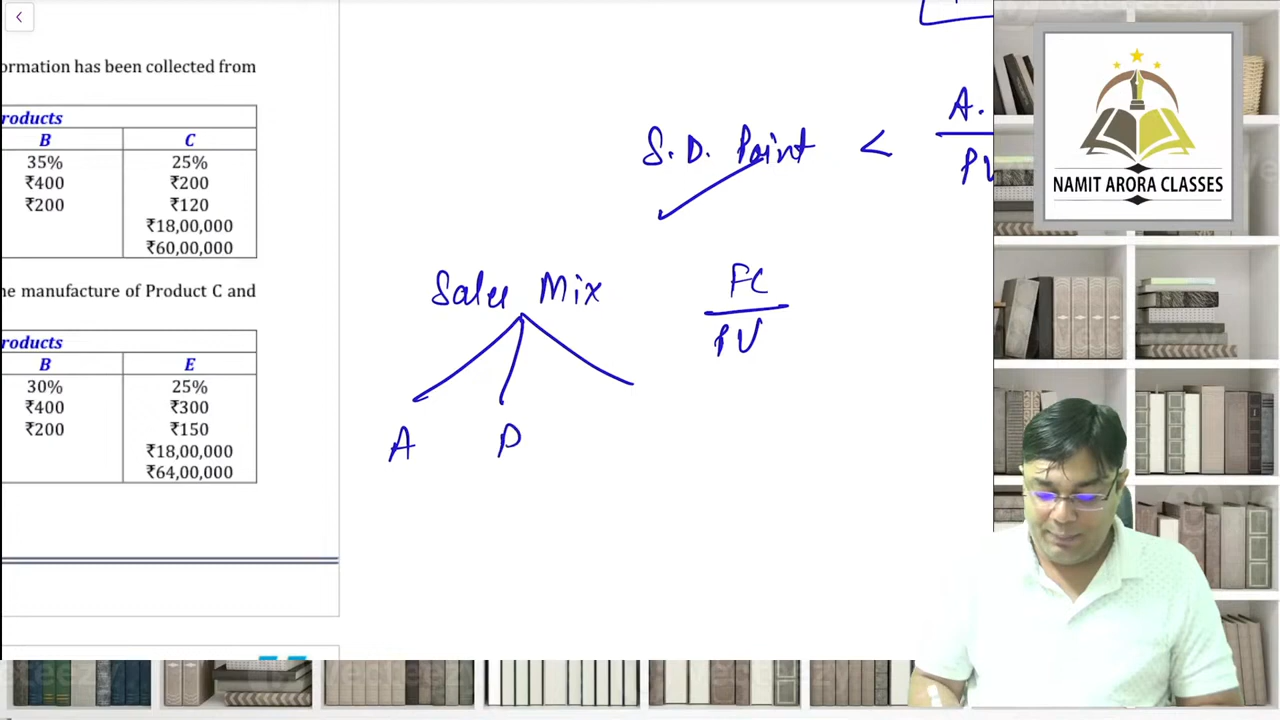 ormation has been collected from
roducts
B C
35% 25%
₹400 ₹200
₹200 ₹120
₹18,00,000
₹60,00,000
he manufacture of Product C and
roducts
B E
30% 25%
₹400 ₹300
₹200 ₹150
₹18,00,000
₹64,00,000
S.D. Point < A.
PV
Sales Mix
FC
PV
A D
NAMIT ARORA CLASSES